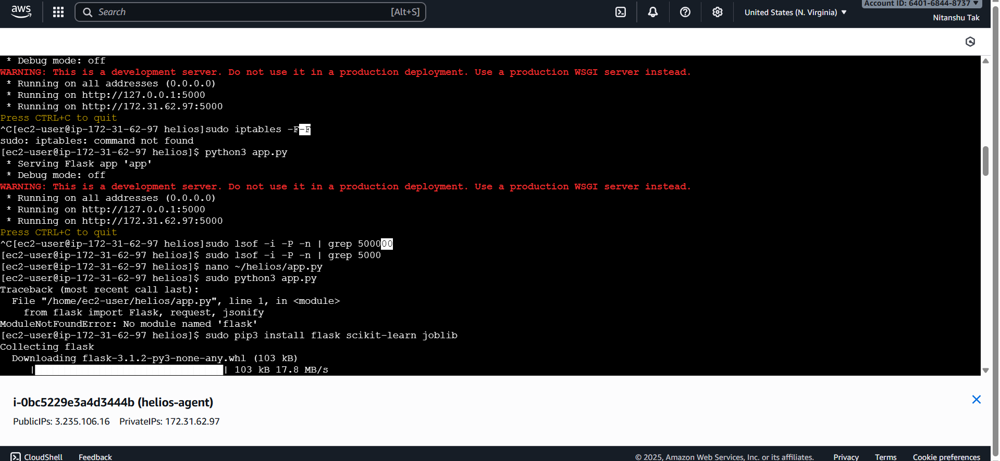 aws
Search [Alt+S]
United States (N. Virginia)
Account ID: 6401-6844-8737
Nitanshu Tak
* Debug mode: off
WARNING: This is a development server. Do not use it in a production deployment. Use a production WSGI server instead.
* Running on all addresses (0.0.0.0)
* Running on http://127.0.0.1:5000
* Running on http://172.31.62.97:5000
Press CTRL+C to quit
^C[ec2-user@ip-172-31-62-97 helios]sudo iptables -F-F
sudo: iptables: command not found
[ec2-user@ip-172-31-62-97 helios]$ python3 app.py
* Serving Flask app 'app'
* Debug mode: off
WARNING: This is a development server. Do not use it in a production deployment. Use a production WSGI server instead.
* Running on all addresses (0.0.0.0)
* Running on http://127.0.0.1:5000
* Running on http://172.31.62.97:5000
Press CTRL+C to quit
^C[ec2-user@ip-172-31-62-97 helios]sudo lsof -i -P -n | grep 500000
[ec2-user@ip-172-31-62-97 helios]$ sudo lsof -i -P -n | grep 5000
[ec2-user@ip-172-31-62-97 helios]$ nano ~/helios/app.py
[ec2-user@ip-172-31-62-97 helios]$ sudo python3 app.py
Traceback (most recent call last):
File "/home/ec2-user/helios/app.py", line 1, in <module>
from flask import Flask, request, jsonify
ModuleNotFoundError: No module named 'flask'
[ec2-user@ip-172-31-62-97 helios]$ sudo pip3 install flask scikit-learn joblib
Collecting flask
Downloading flask-3.1.2-py3-none-any.whl (103 kB)
|████████████████████████████████| 103 kB 17.8 MB/s
i-0bc5229e3a4d3444b (helios-agent)
PublicIPs: 3.235.106.16 PrivateIPs: 172.31.62.97
CloudShell Feedback © 2025, Amazon Web Services, Inc. or its affiliates. Privacy Terms Cookie preferences